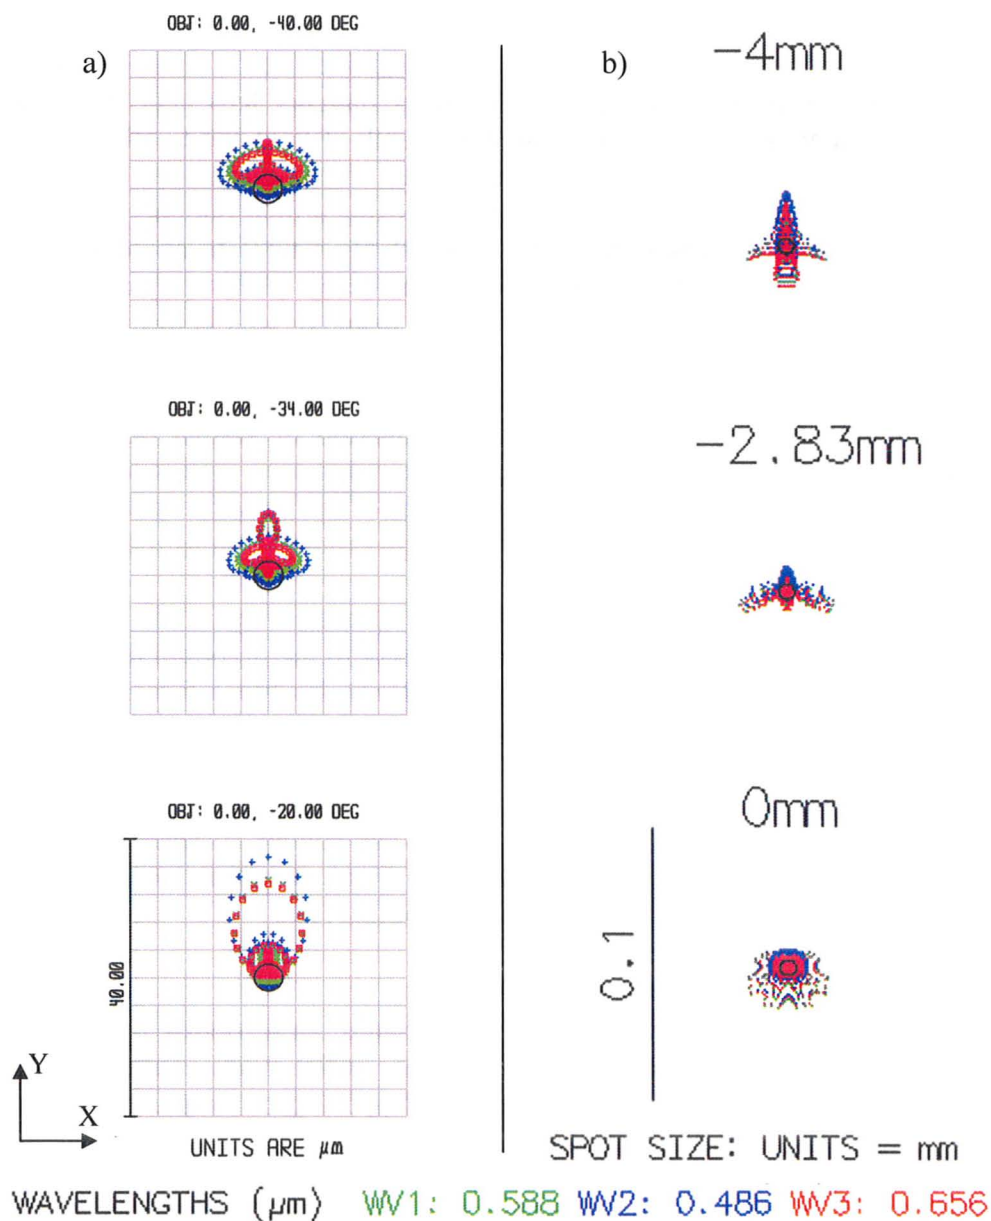 a)
OBJ: 0.00, -40.00 DEG
OBJ: 0.00, -34.00 DEG
OBJ: 0.00, -20.00 DEG
40.00
Y
X
UNITS ARE µm
b)
-4mm
-2.83mm
0mm
0.1
SPOT SIZE: UNITS = mm
WAVELENGTHS (µm) WV1: 0.588 WV2: 0.486 WV3: 0.656